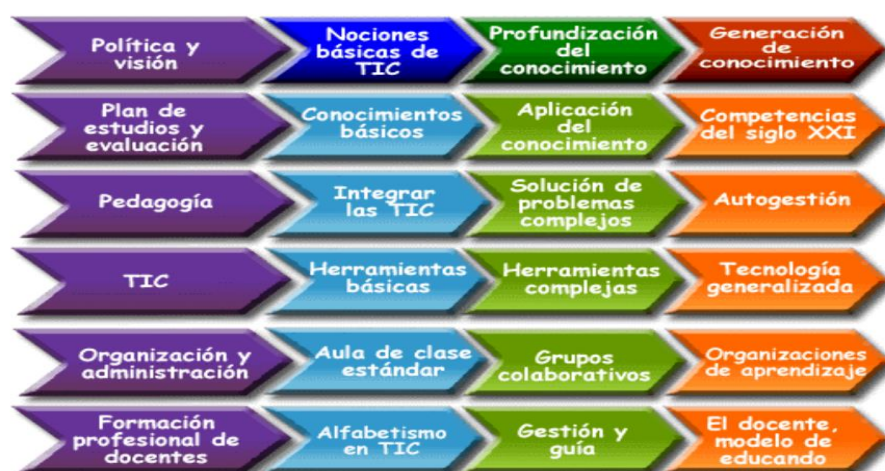 Política y
visión
Nociones
básicas de
TIC
Profundización
del
conocimiento
Generación
de
conocimiento
Plan de
estudios y
evaluación
Conocimientos
básicos
Aplicación
del
conocimiento
Competencias
del siglo XXI
Pedagogía
Integrar
las TIC
Solución de
problemas
complejos
Autogestión
TIC
Herramientas
básicas
Herramientas
complejas
Tecnología
generalizada
Organización y
administración
Aula de clase
estándar
Grupos
colaborativos
Organizaciones
de aprendizaje
Formación
profesional de
docentes
Alfabetismo
en TIC
Gestión y
guía
El docente,
modelo de
educando